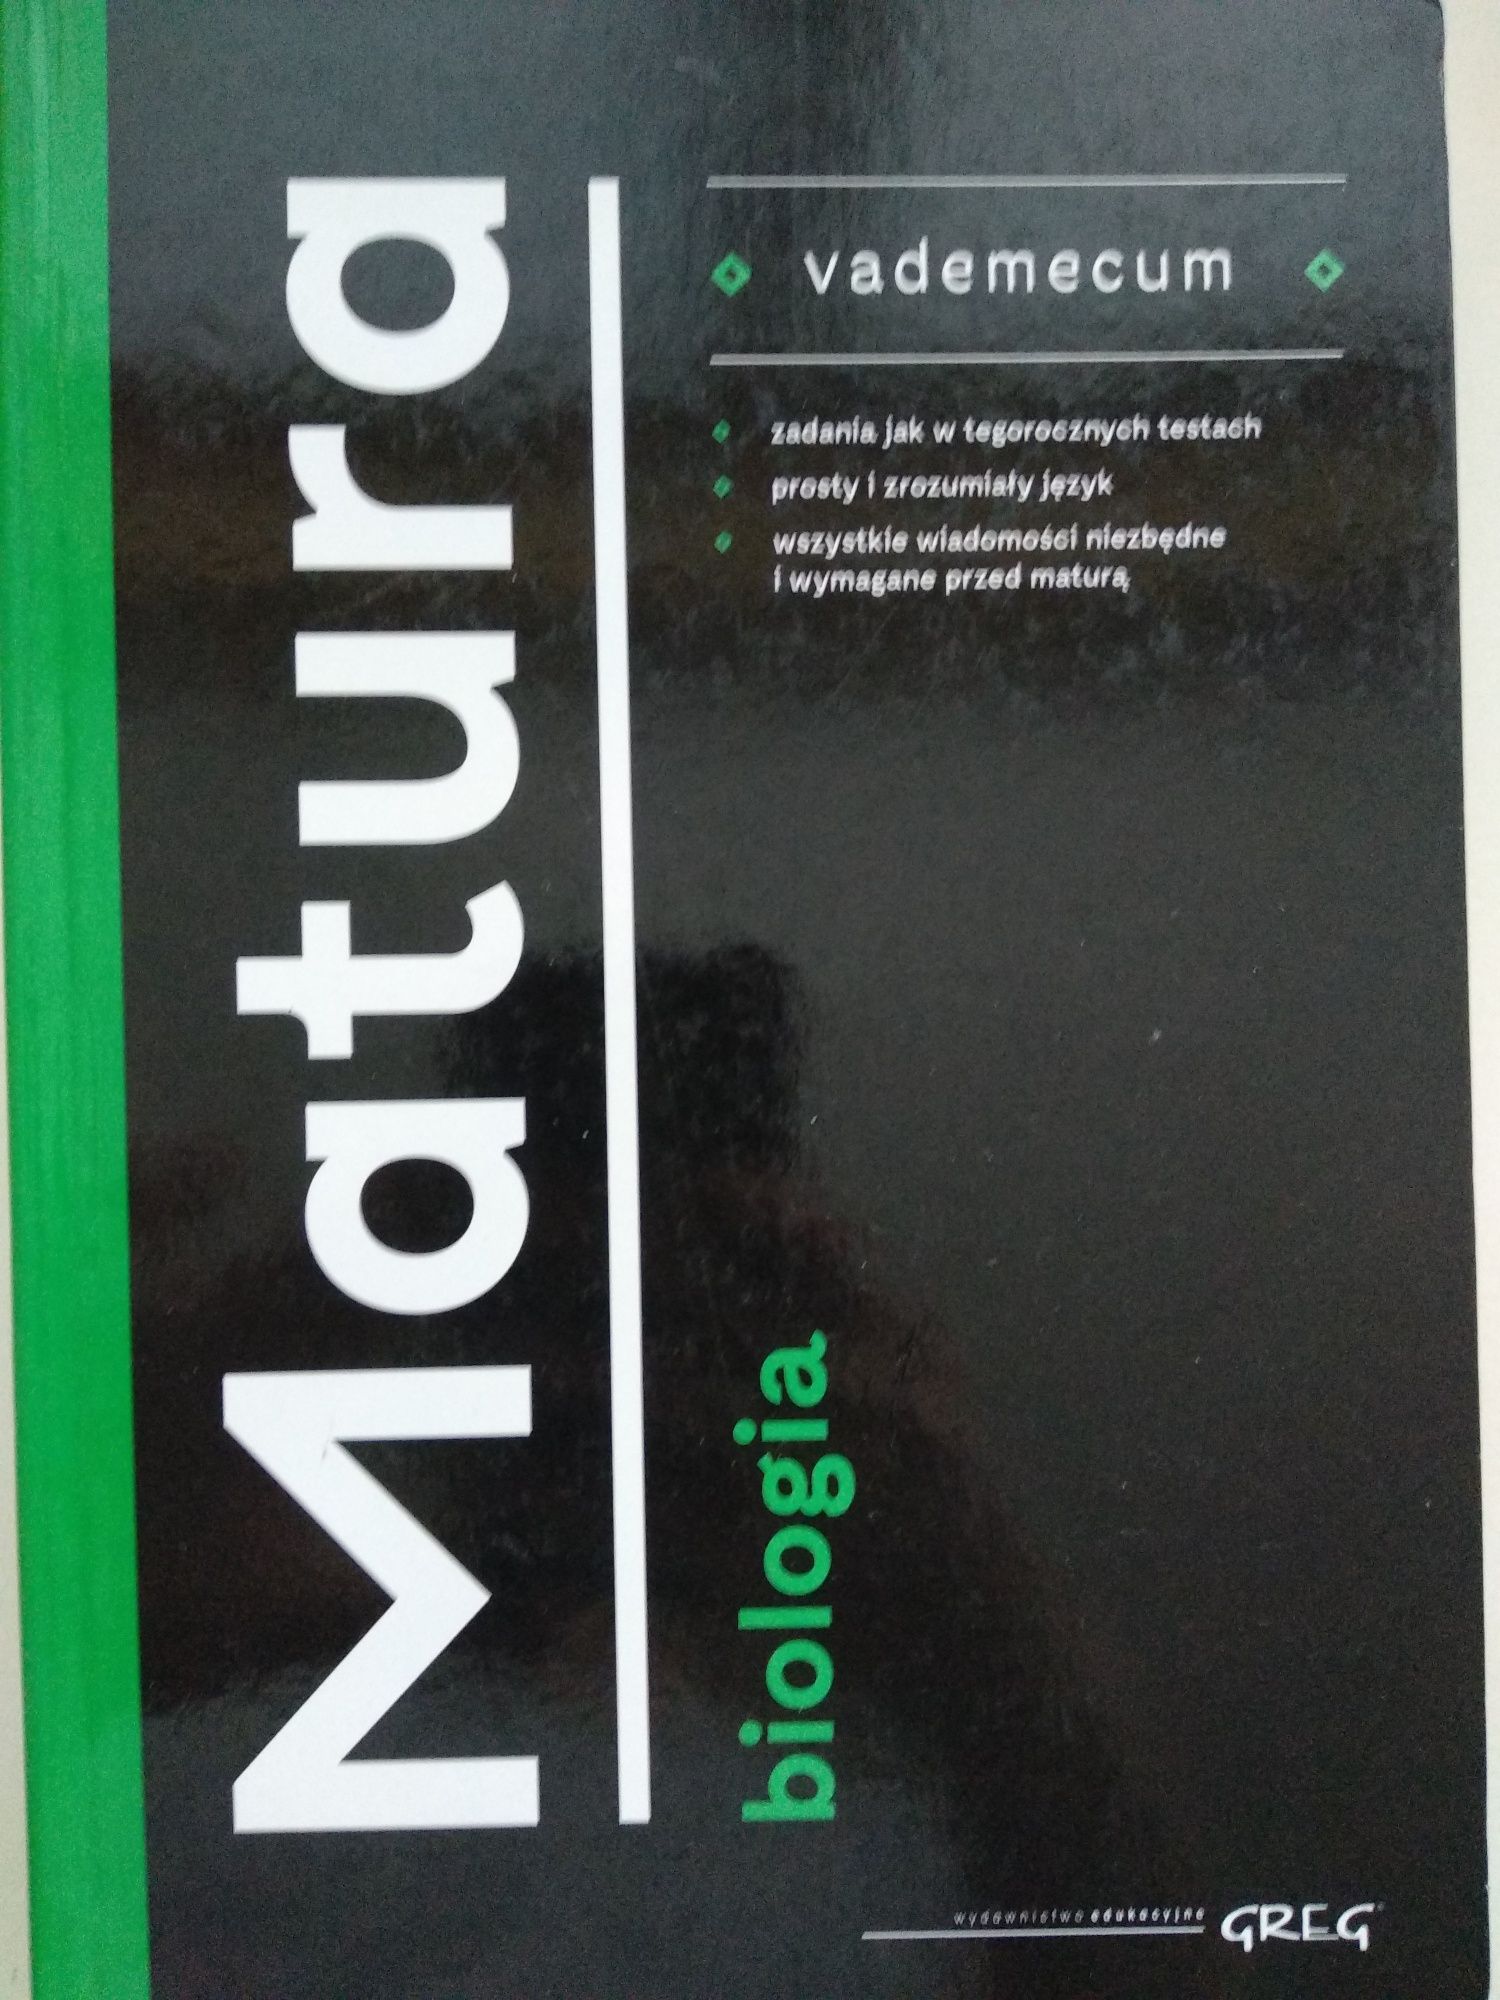 Matura
vademecum
zadania jak w tegorocznych testach
prosty i zrozumiały język
wszystkie wiadomości niezbędne
i wymagane przed maturą
biologia
wydawnictwo edukacyjne GREG